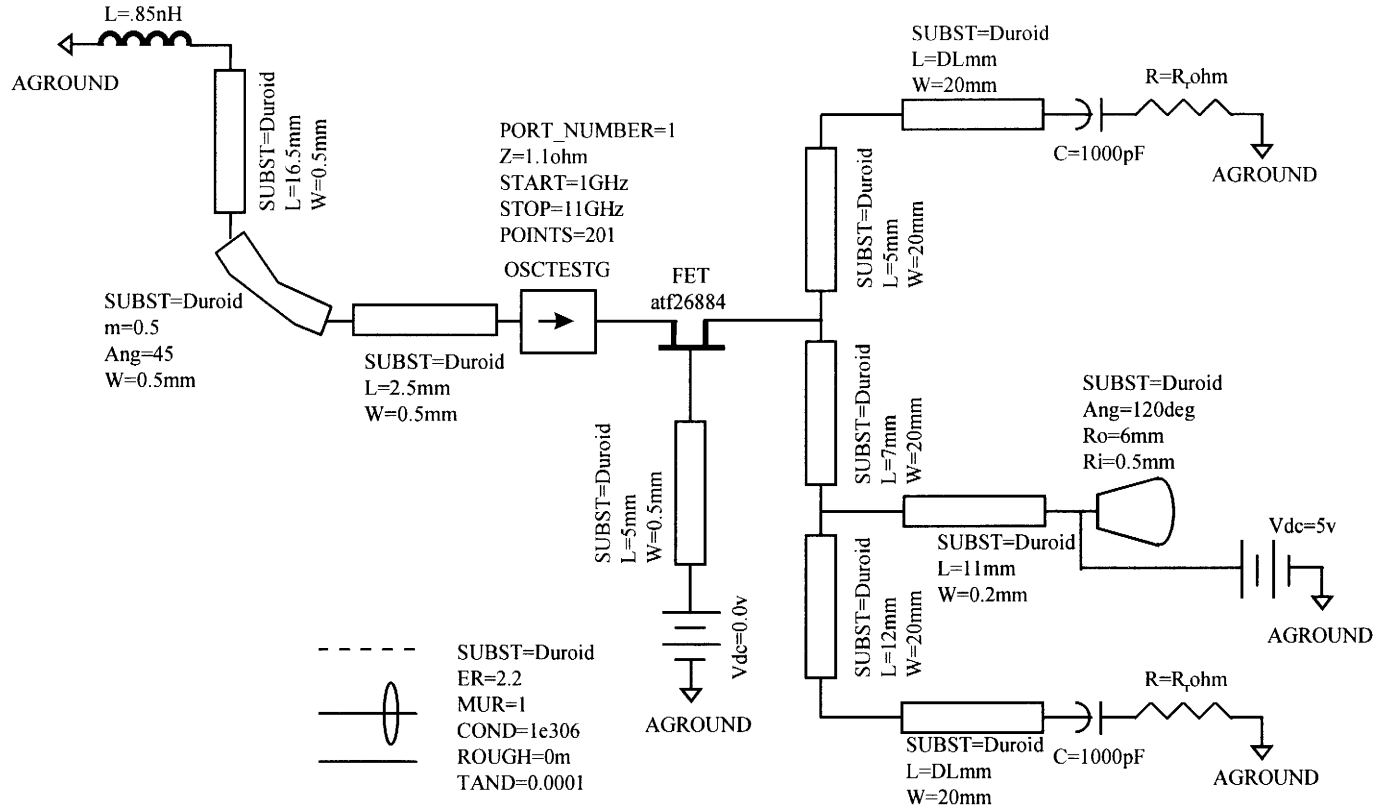 L=.85nH
AGROUND
SUBST=Duroid
L=16.5mm
W=0.5mm
SUBST=Duroid
m=0.5
Ang=45
W=0.5mm
SUBST=Duroid
L=2.5mm
W=0.5mm
PORT_NUMBER=1
Z=1.1ohm
START=1GHz
STOP=11GHz
POINTS=201
OSCTESTG
FET
atf26884
SUBST=Duroid
L=5mm
W=0.5mm
Vdc=0.0v
AGROUND
SUBST=Duroid
L=DLmm
W=20mm
C=1000pF
R=Rrohm
AGROUND
SUBST=Duroid
L=5mm
W=20mm
SUBST=Duroid
L=7mm
W=20mm
SUBST=Duroid
Ang=120deg
Ro=6mm
Ri=0.5mm
SUBST=Duroid
L=11mm
W=0.2mm
Vdc=5v
AGROUND
SUBST=Duroid
L=12mm
W=20mm
SUBST=Duroid
L=DLmm
W=20mm
C=1000pF
R=Rrohm
AGROUND
SUBST=Duroid
ER=2.2
MUR=1
COND=1e306
ROUGH=0m
TAND=0.0001